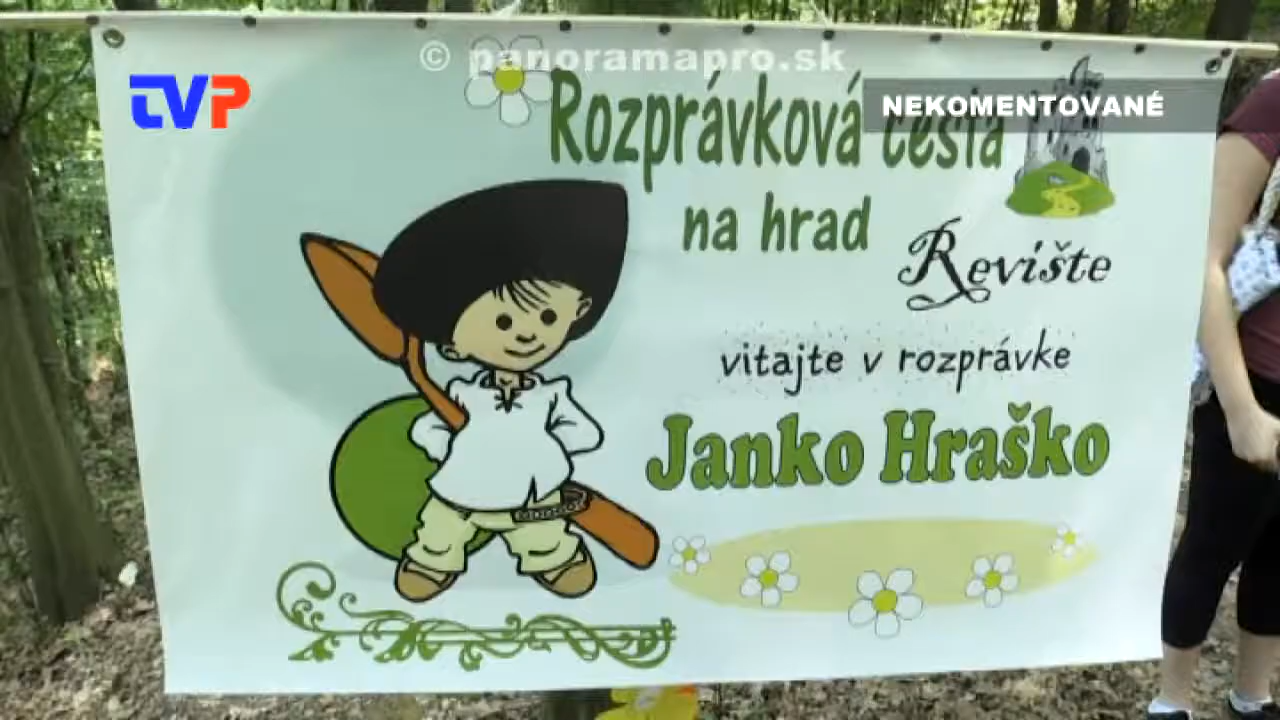 © panoramapro.sk
TVP
NEKOMENTOVANÉ
Rozprávková cesta
na hrad
Revište
vitajte v rozprávke
Janko Hraško